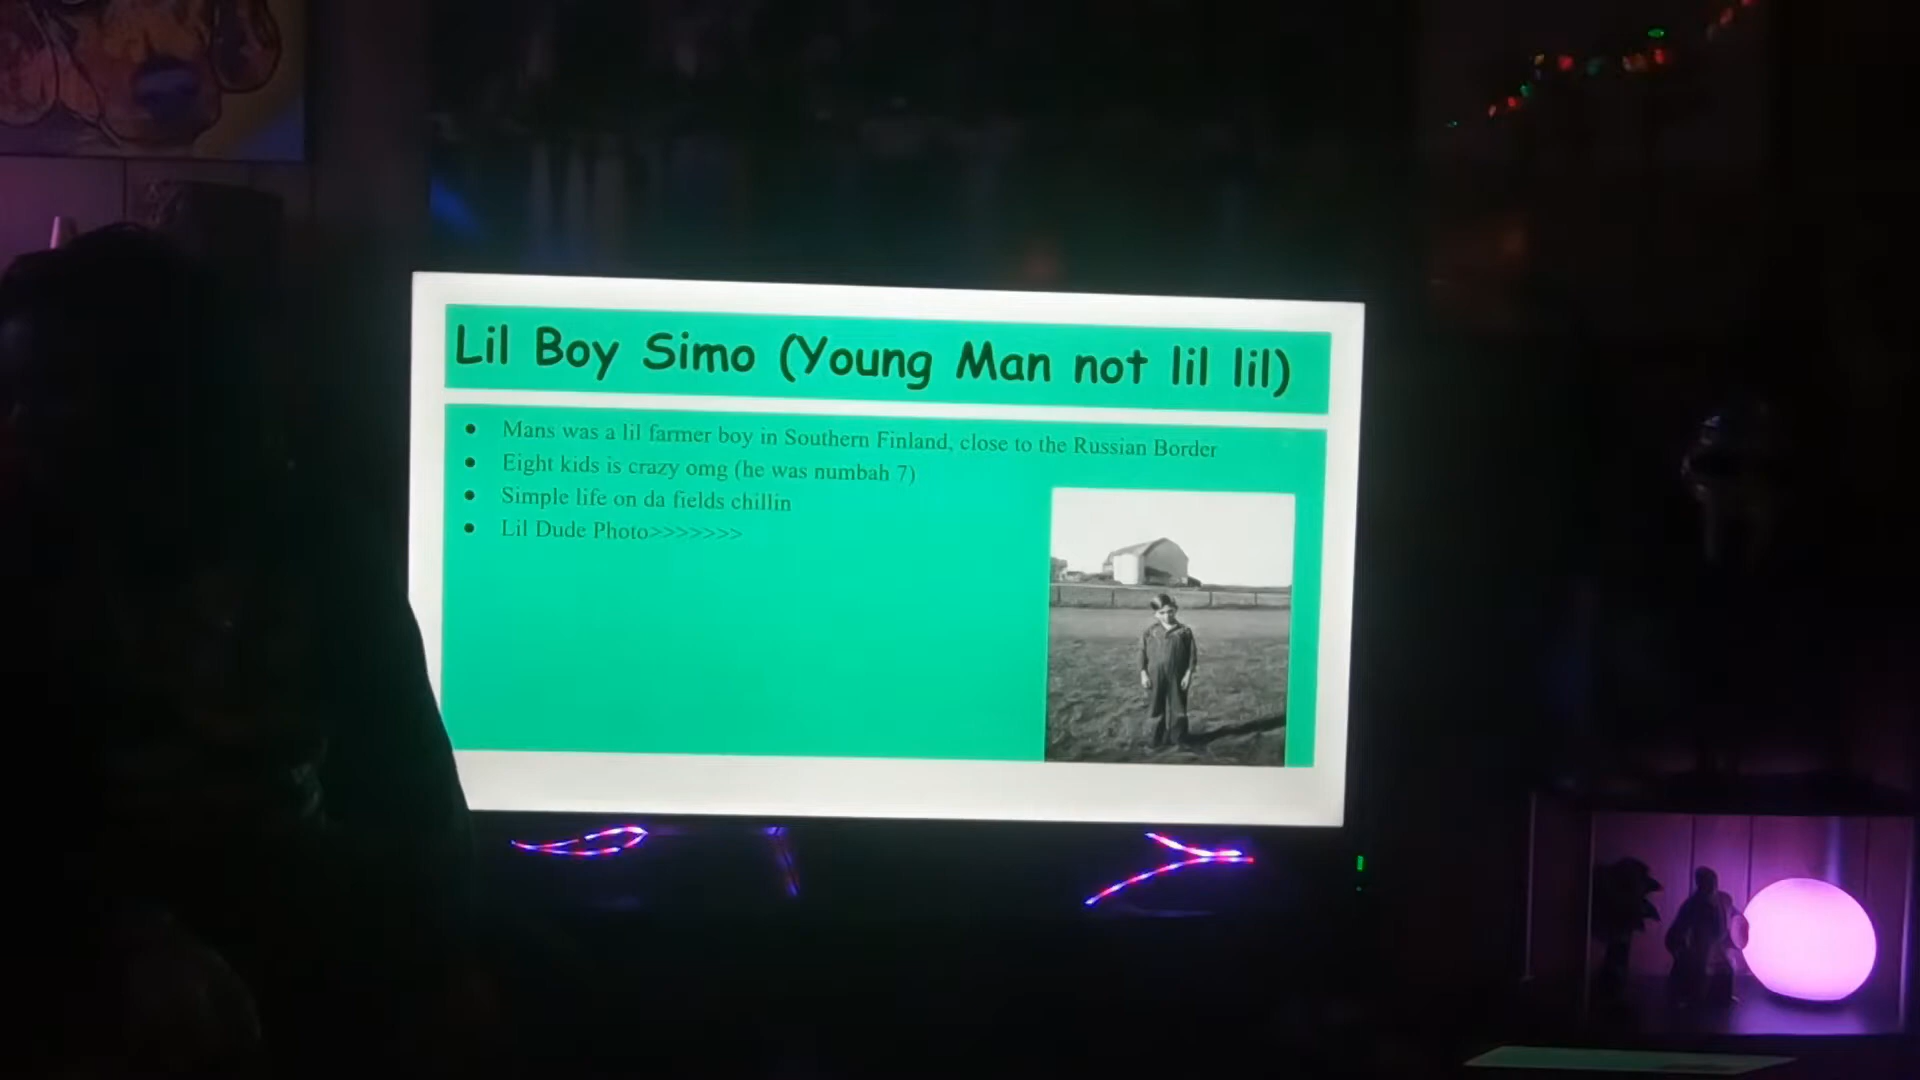 Lil Boy Simo (Young Man not lil lil)
Mans was a lil farmer boy in Southern Finland, close to the Russian Border
Eight kids is crazy omg (he was numbah 7)
Simple life on da fields chillin
Lil Dude Photo>>>>>>>